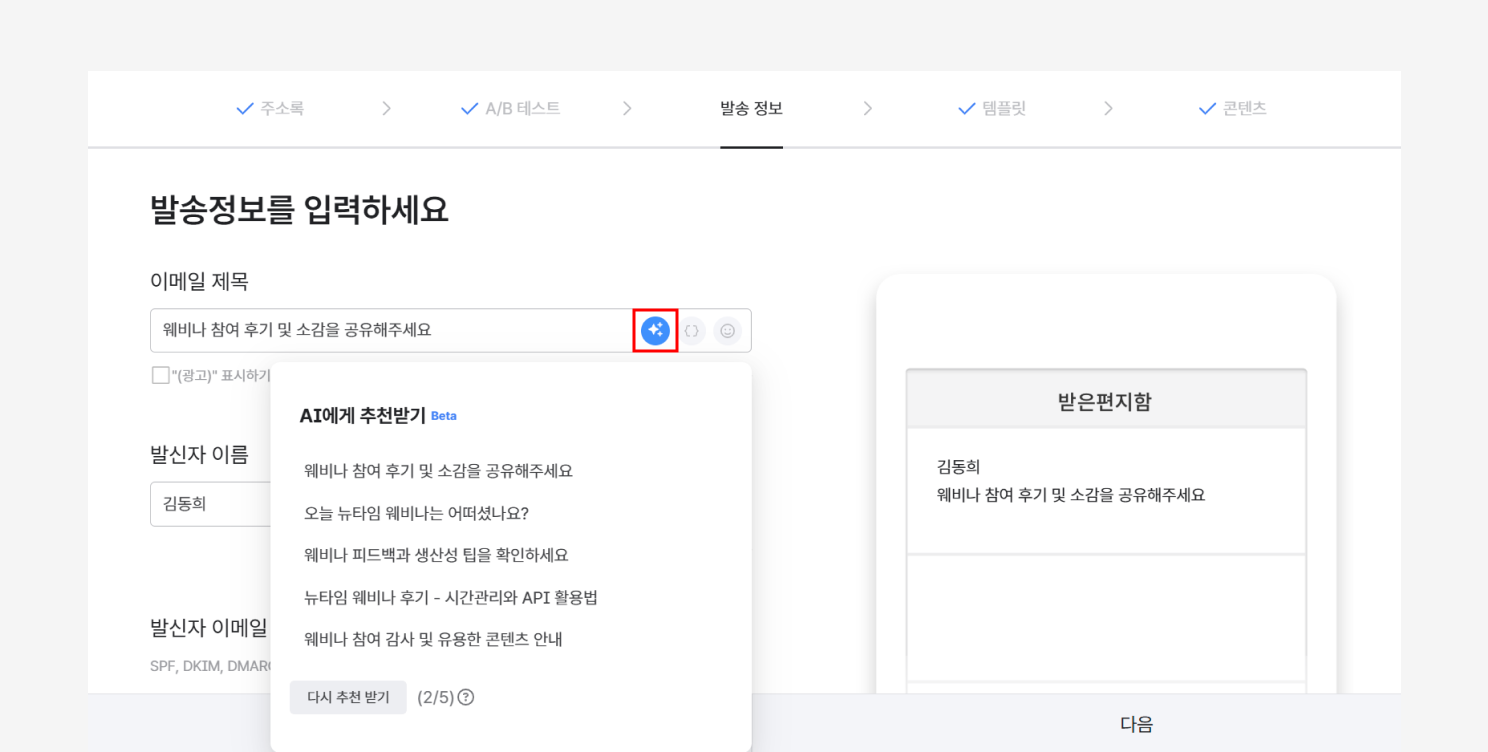 주소록
A/B 테스트
발송 정보
템플릿
콘텐츠
발송정보를 입력하세요
이메일 제목
웨비나 참여 후기 및 소감을 공유해주세요
"(광고)" 표시하기
AI에게 추천받기 Beta
웨비나 참여 후기 및 소감을 공유해주세요
오늘 뉴타임 웨비나는 어떠셨나요?
웨비나 피드백과 생산성 팁을 확인하세요
뉴타임 웨비나 후기 - 시간관리와 API 활용법
웨비나 참여 감사 및 유용한 콘텐츠 안내
다시 추천 받기 (2/5)
발신자 이름
김동희
발신자 이메일
SPF, DKIM, DMARC
받은편지함
김동희
웨비나 참여 후기 및 소감을 공유해주세요
다음